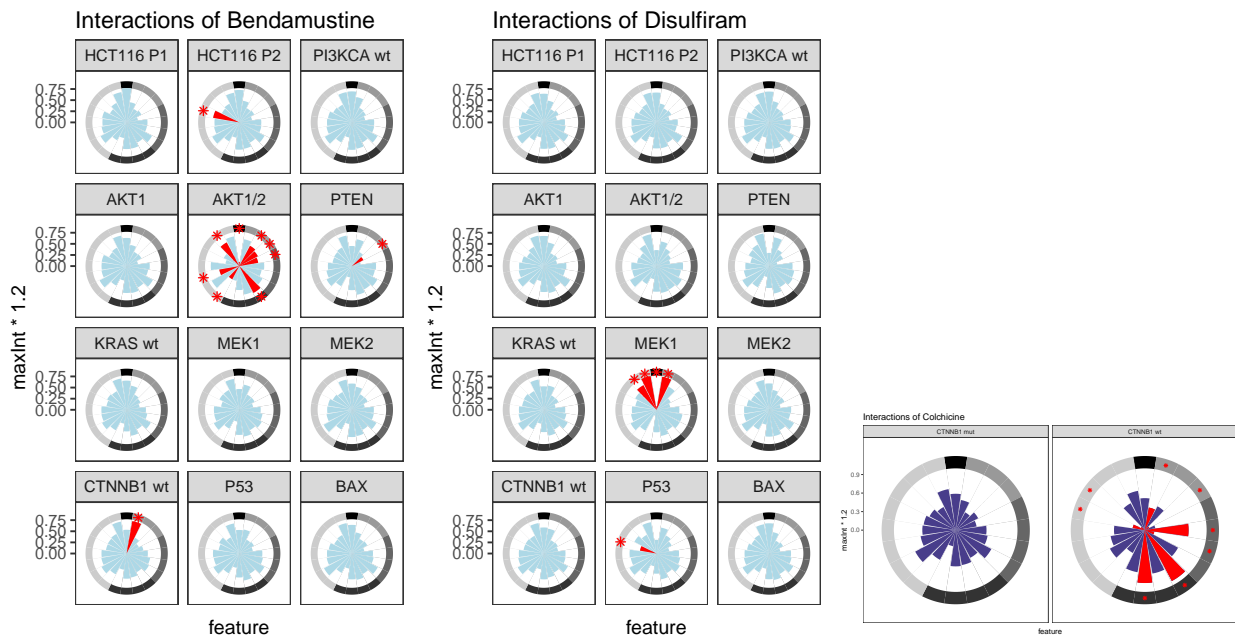 Interactions of Bendamustine
HCT116 P1 HCT116 P2 PI3KCA wt
0.75
0.50
0.25
0.00
AKT1 AKT1/2 PTEN
0.75
0.50
0.25
0.00
KRAS wt MEK1 MEK2
0.75
0.50
0.25
0.00
CTNNB1 wt P53 BAX
0.75
0.50
0.25
0.00
maxInt * 1.2
feature
Interactions of Disulfiram
HCT116 P1 HCT116 P2 PI3KCA wt
0.75
0.50
0.25
0.00
AKT1 AKT1/2 PTEN
0.75
0.50
0.25
0.00
KRAS wt MEK1 MEK2
0.75
0.50
0.25
0.00
CTNNB1 wt P53 BAX
0.75
0.50
0.25
0.00
maxInt * 1.2
feature
Interactions of Colchicine
CTNNB1 mut CTNNB1 wt
0.9
0.6
0.3
0.0
maxInt * 1.2
feature